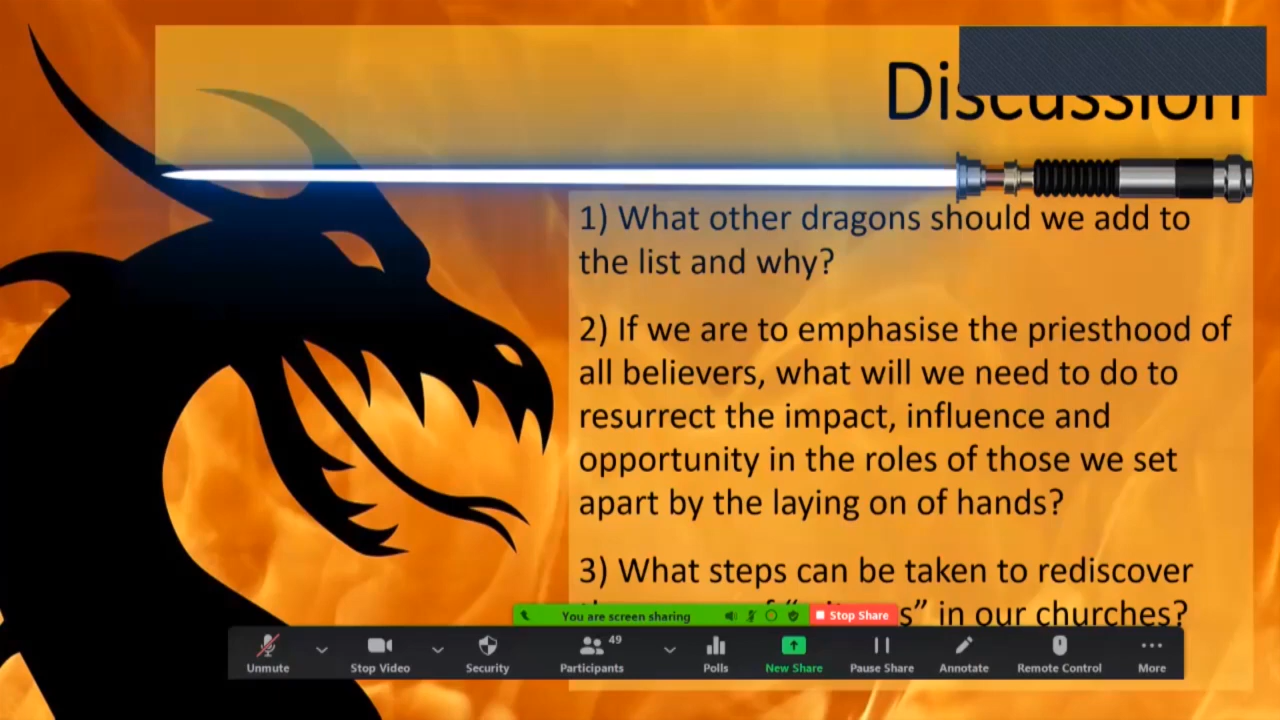 Discussion
1) What other dragons should we add to
the list and why?
2) If we are to emphasise the priesthood of
all believers, what will we need to do to
resurrect the impact, influence and
opportunity in the roles of those we set
apart by the laying on of hands?
3) What steps can be taken to rediscover
in our churches?
You are screen sharing
Stop Share
49
Unmute
Stop Video
Security
Participants
Polls
New Share
Pause Share
Annotate
Remote Control
More